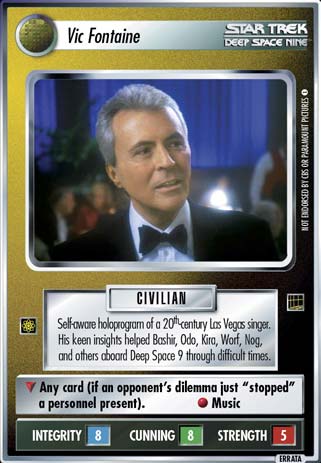 Vic Fontaine
STAR TREK
DEEP SPACE NINE
NOT ENDORSED BY CBS OR PARAMOUNT PICTURES
CIVILIAN
Self-aware holoprogram of a 20th-century Las Vegas singer.
His keen insights helped Bashir, Odo, Kira, Worf, Nog,
and others aboard Deep Space 9 through difficult times.
Any card (if an opponent's dilemma just "stopped"
a personnel present). Music
INTEGRITY 8 CUNNING 8 STRENGTH 5
ERRATA